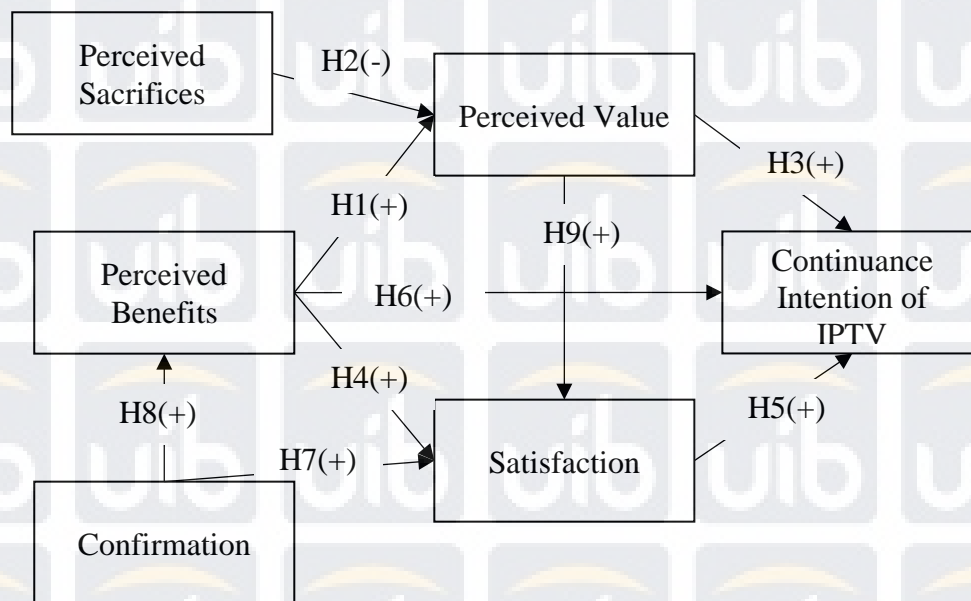 Perceived
Sacrifices
H2(-)
Perceived Value
H3(+)
H1(+)
H9(+)
Perceived
Benefits
H6(+)
Continuance
Intention of
IPTV
H4(+)
H8(+)
H5(+)
H7(+)
Satisfaction
Confirmation
uib